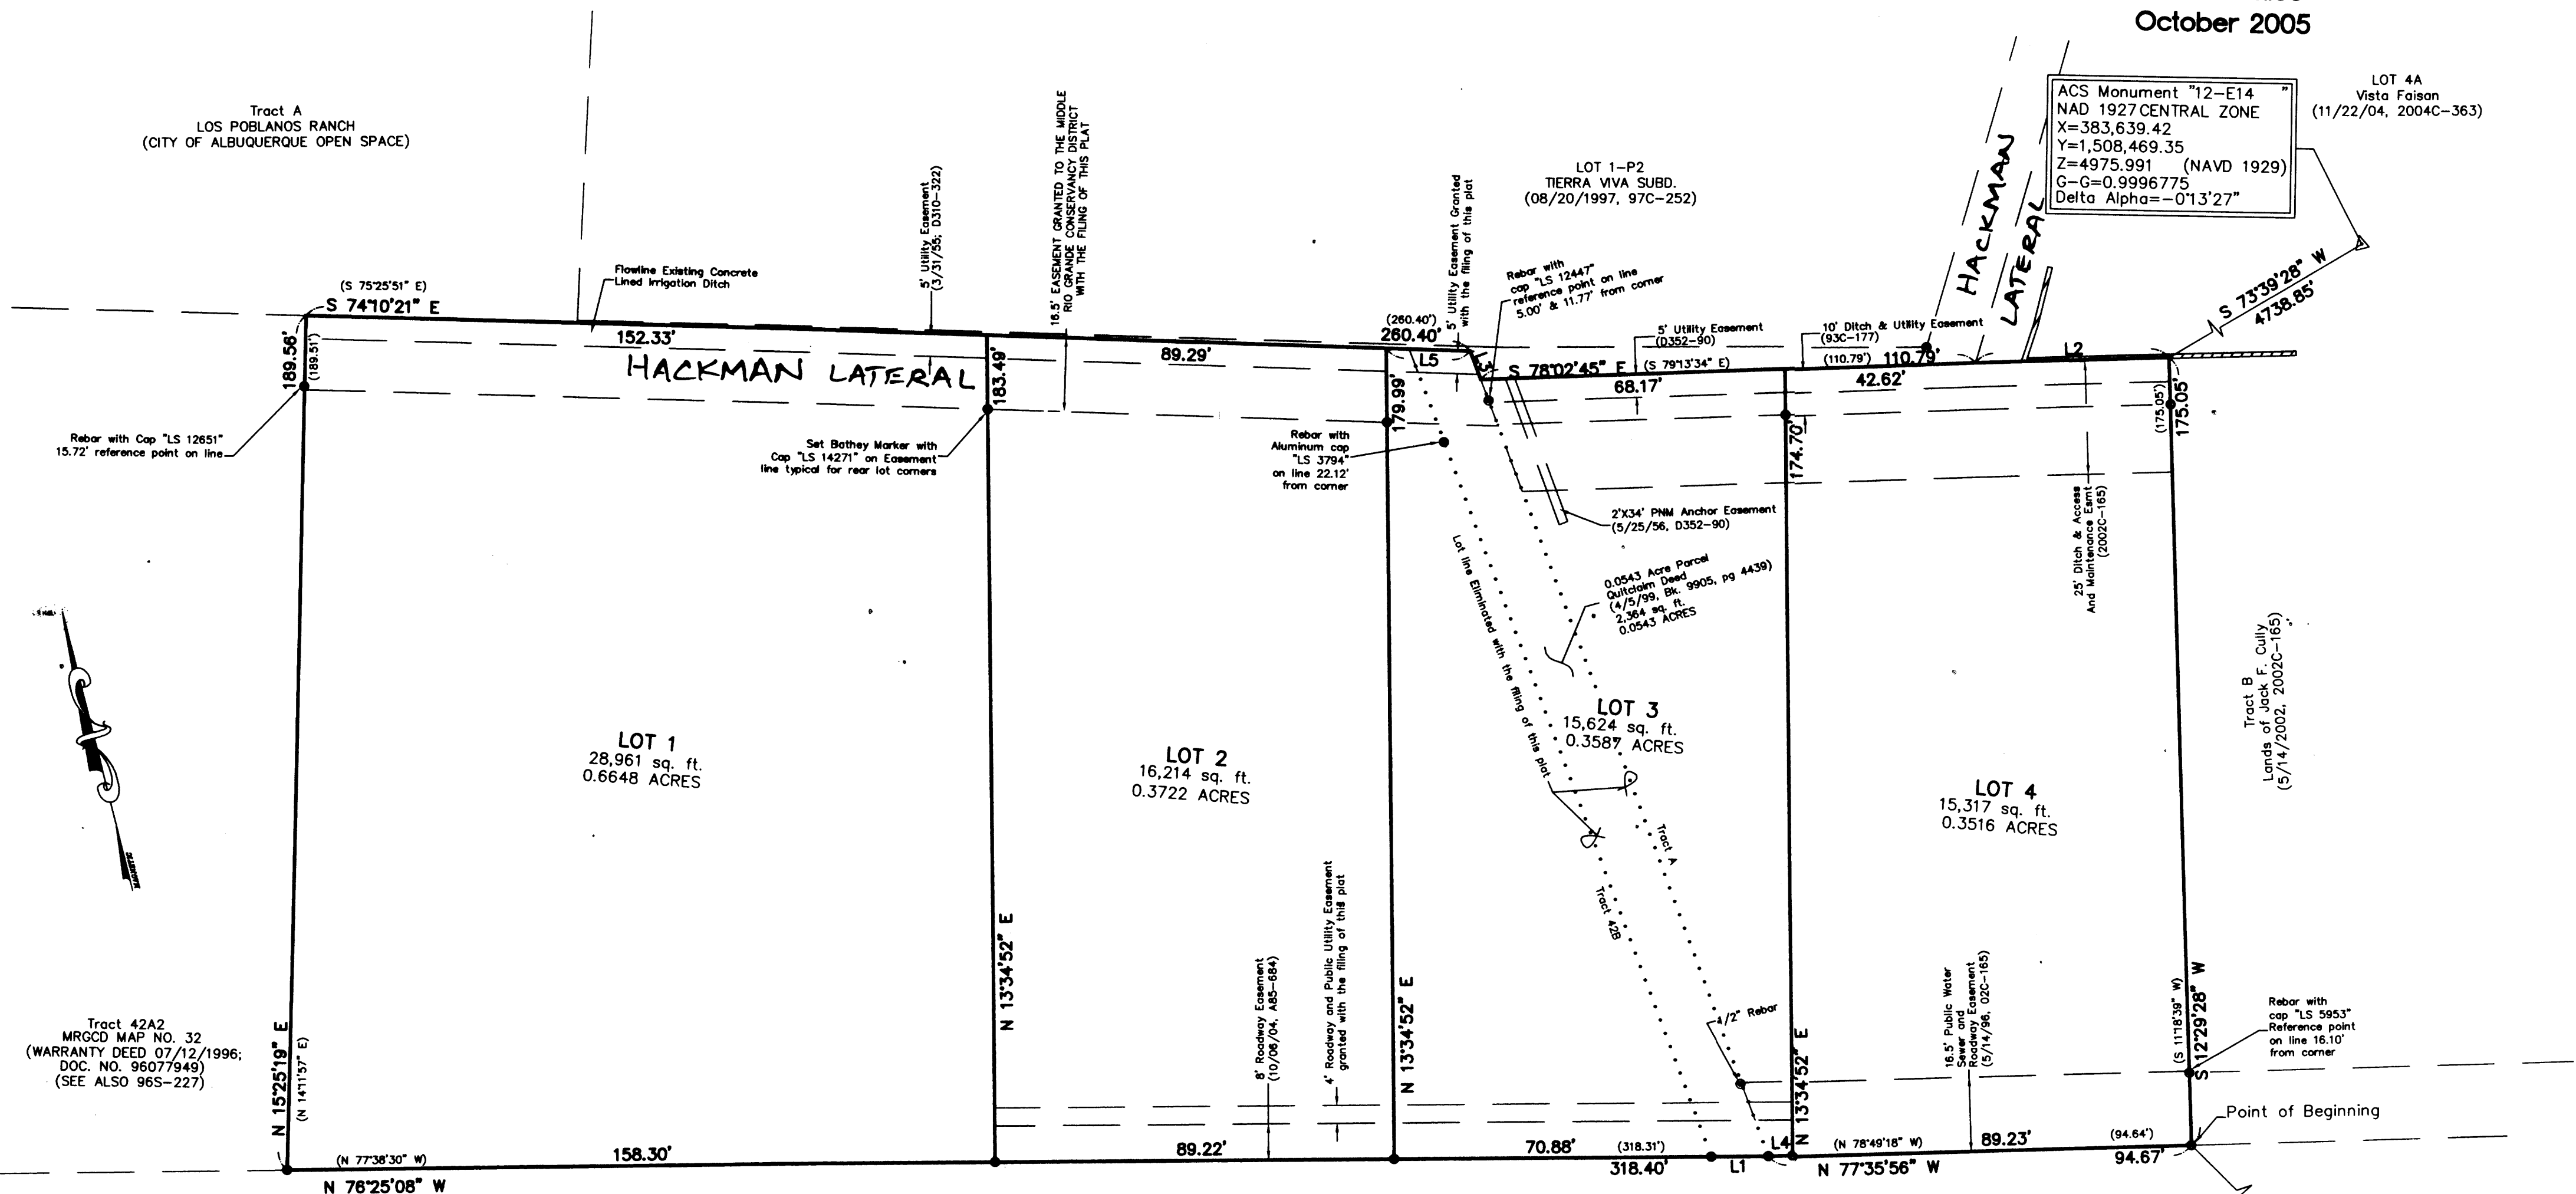 October 2005
Tract A
LOS POBLANOS RANCH
(CITY OF ALBUQUERQUE OPEN SPACE)
LOT 1-P2
TIERRA VIVA SUBD.
(08/20/1997, 97C-252)
HACKMAN
LATERAL
ACS Monument "12-E14 "
NAD 1927 CENTRAL ZONE
X=383,639.42
Y=1,508,469.35
Z=4975.991 (NAVD 1929)
G-G=0.9996775
Delta Alpha=-0°13'27"
LOT 4A
Vista Faisan
(11/22/04, 2004C-363)
S 73°39'28" W
4738.85'
(S 75°25'51" E)
S 74°10'21" E
Flowline Existing Concrete
Lined Irrigation Ditch
5' Utility Easement
(3/31/55; D310-322)
16.5' EASEMENT GRANTED TO THE MIDDLE
RIO GRANDE CONSERVANCY DISTRICT
WITH THE FILING OF THIS PLAT
5' Utility Easement Granted
with the filing of this plat
Rebar with
cap "LS 12447"
reference point on line
5.00' & 11.77' from corner
(260.40')
260.40'
5' Utility Easement
(D352-90)
10' Ditch & Utility Easement
(93C-177)
(110.79')
110.79'
L2
152.33'
89.29'
L5
L3
S 78°02'45" E
(S 79°13'34" E)
68.17'
42.62'
HACKMAN LATERAL
189.56'
(189.51')
183.49'
179.99'
174.70'
(175.05')
175.05'
Rebar with Cap "LS 12651"
15.72' reference point on line
Set Bathey Marker with
Cap "LS 14271" on Easement
line typical for rear lot corners
Rebar with
Aluminum cap
"LS 3794"
on line 22.12'
from corner
2'X34' PNM Anchor Easement
(5/25/56, D352-90)
25' Ditch & Access
And Maintenance Esmt
(2002C-165)
Lot line Eliminated with the filing of this plat
0.0543 Acre Parcel
Quitclaim Deed
(4/5/99, Bk. 9905, pg 4439)
2,364 sq. ft.
0.0543 ACRES
Tract B
Lands of Jack F. Cully
(5/14/2002, 2002C-165)
LOT 1
28,961 sq. ft.
0.6648 ACRES
LOT 2
16,214 sq. ft.
0.3722 ACRES
LOT 3
15,624 sq. ft.
0.3587 ACRES
LOT 4
15,317 sq. ft.
0.3516 ACRES
MAGNETIC
Tract A
Tract 42B
Tract 42A2
MRGCD MAP NO. 32
(WARRANTY DEED 07/12/1996;
DOC. NO. 96077949)
(SEE ALSO 96S-227)
N 15°25'19" E
(N 14°11'57" E)
N 13°34'52" E
8' Roadway Easement
(10/06/04, A85-684)
4' Roadway and Public Utility Easement
granted with the filing of this plat
N 13°34'52" E
1/2" Rebar
N 13°34'52" E
16.5' Public Water
Sewer and
Roadway Easement
(5/14/96, 02C-165)
(S 11°18'39" W)
S 12°29'28" W
Rebar with
cap "LS 5953"
Reference point
on line 16.10'
from corner
Point of Beginning
(N 77°38'30" W)
N 76°25'08" W
158.30'
89.22'
70.88'
(318.31')
318.40'
L1
L4
(N 78°49'18" W)
N 77°35'56" W
89.23'
(94.64')
94.67'